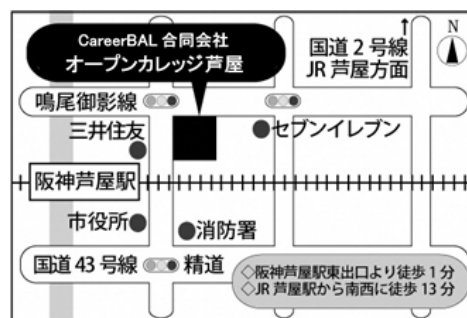 CareerBAL 合同会社
オープンカレッジ芦屋
↑
国道2号線
JR 芦屋方面
N
鳴尾御影線
三井住友
セブンイレブン
阪神芦屋駅
市役所
消防署
国道 43 号線
精道
◇阪神芦屋駅東出口より徒歩 1 分
◇JR 芦屋駅から南西に徒歩 13 分